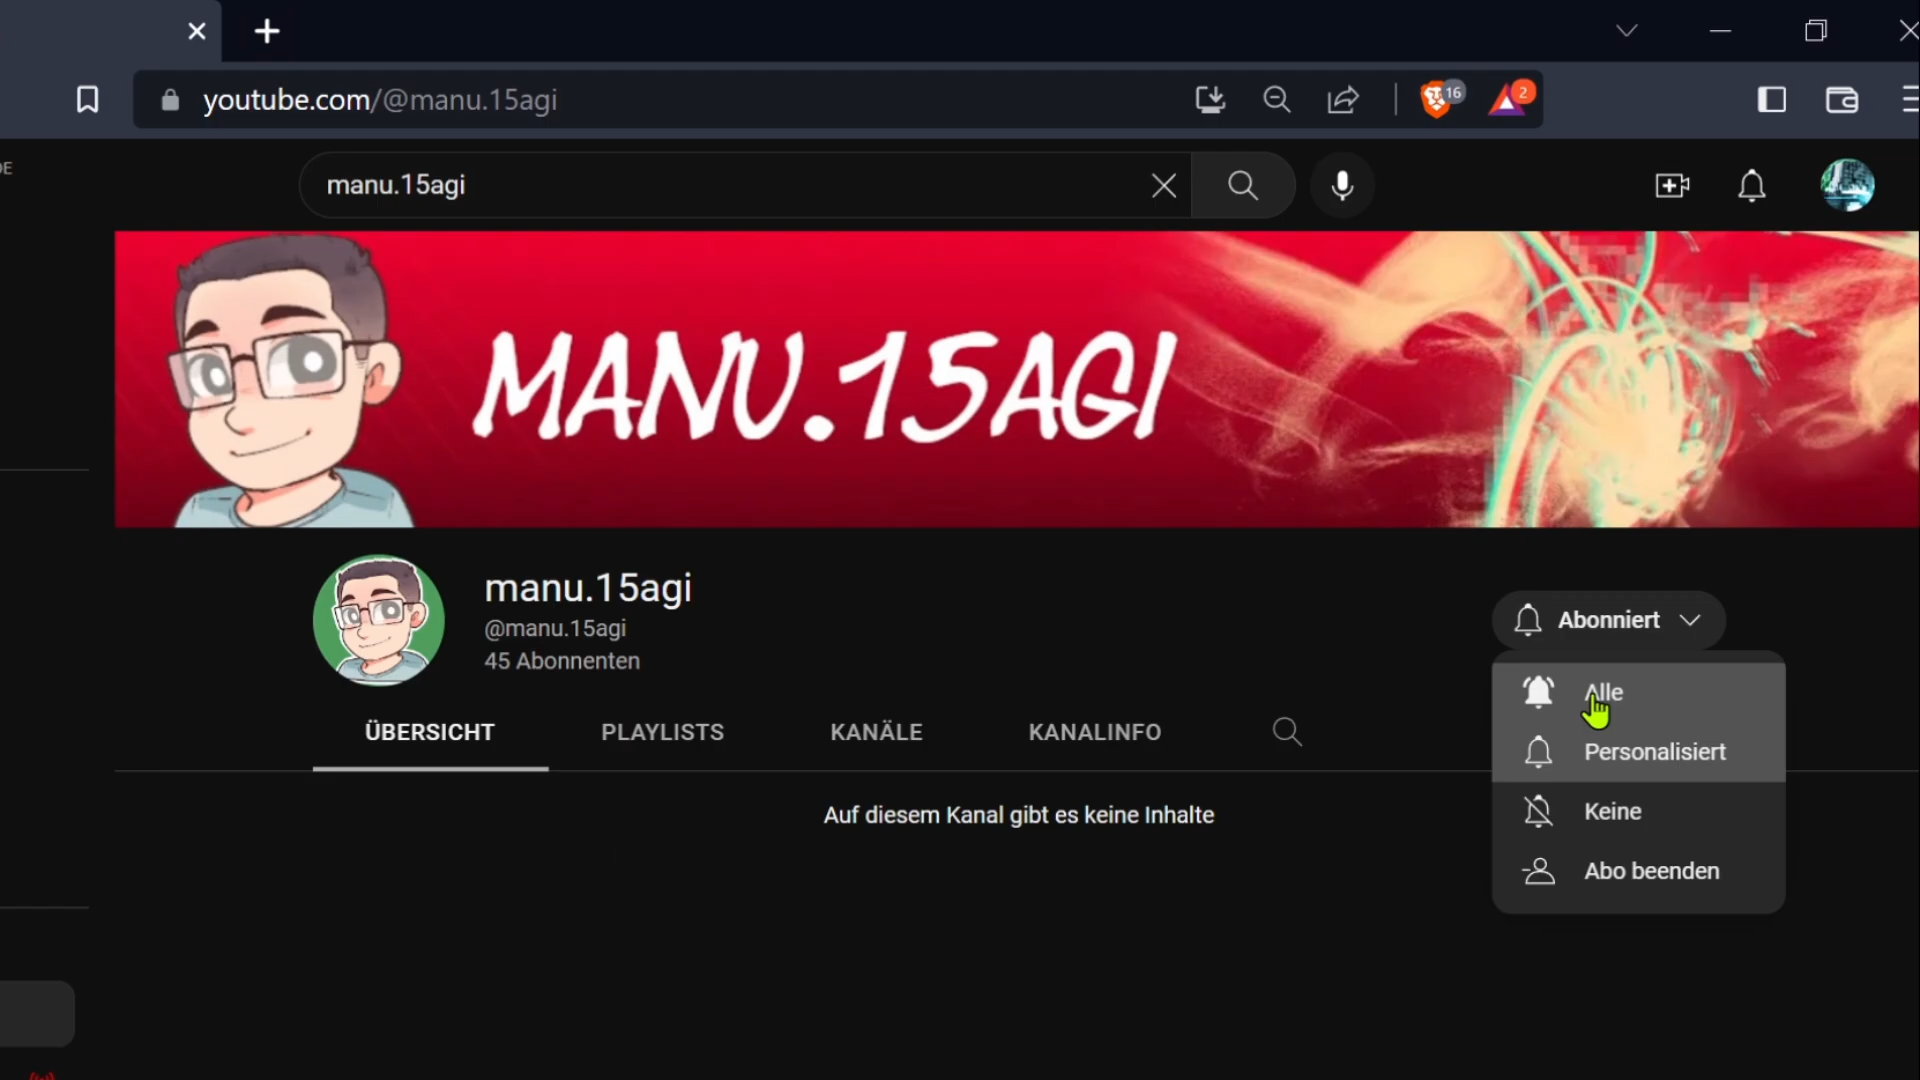 youtube.com/@manu.15agi
16
2
DE
manu.15agi
MANU.15AGI
manu.15agi
@manu.15agi
45 Abonnenten
Abonniert
Alle
Personalisiert
Keine
Abo beenden
ÜBERSICHT
PLAYLISTS
KANÄLE
KANALINFO
Auf diesem Kanal gibt es keine Inhalte